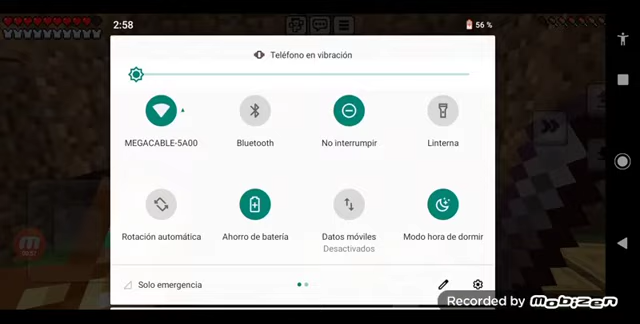 2:58
56 %
Teléfono en vibración
MEGACABLE-5A00
Bluetooth
No interrumpir
Linterna
Rotación automática
Ahorro de batería
Datos móviles
Modo hora de dormir
Desactivados
Solo emergencia
Recorded by Mobizen